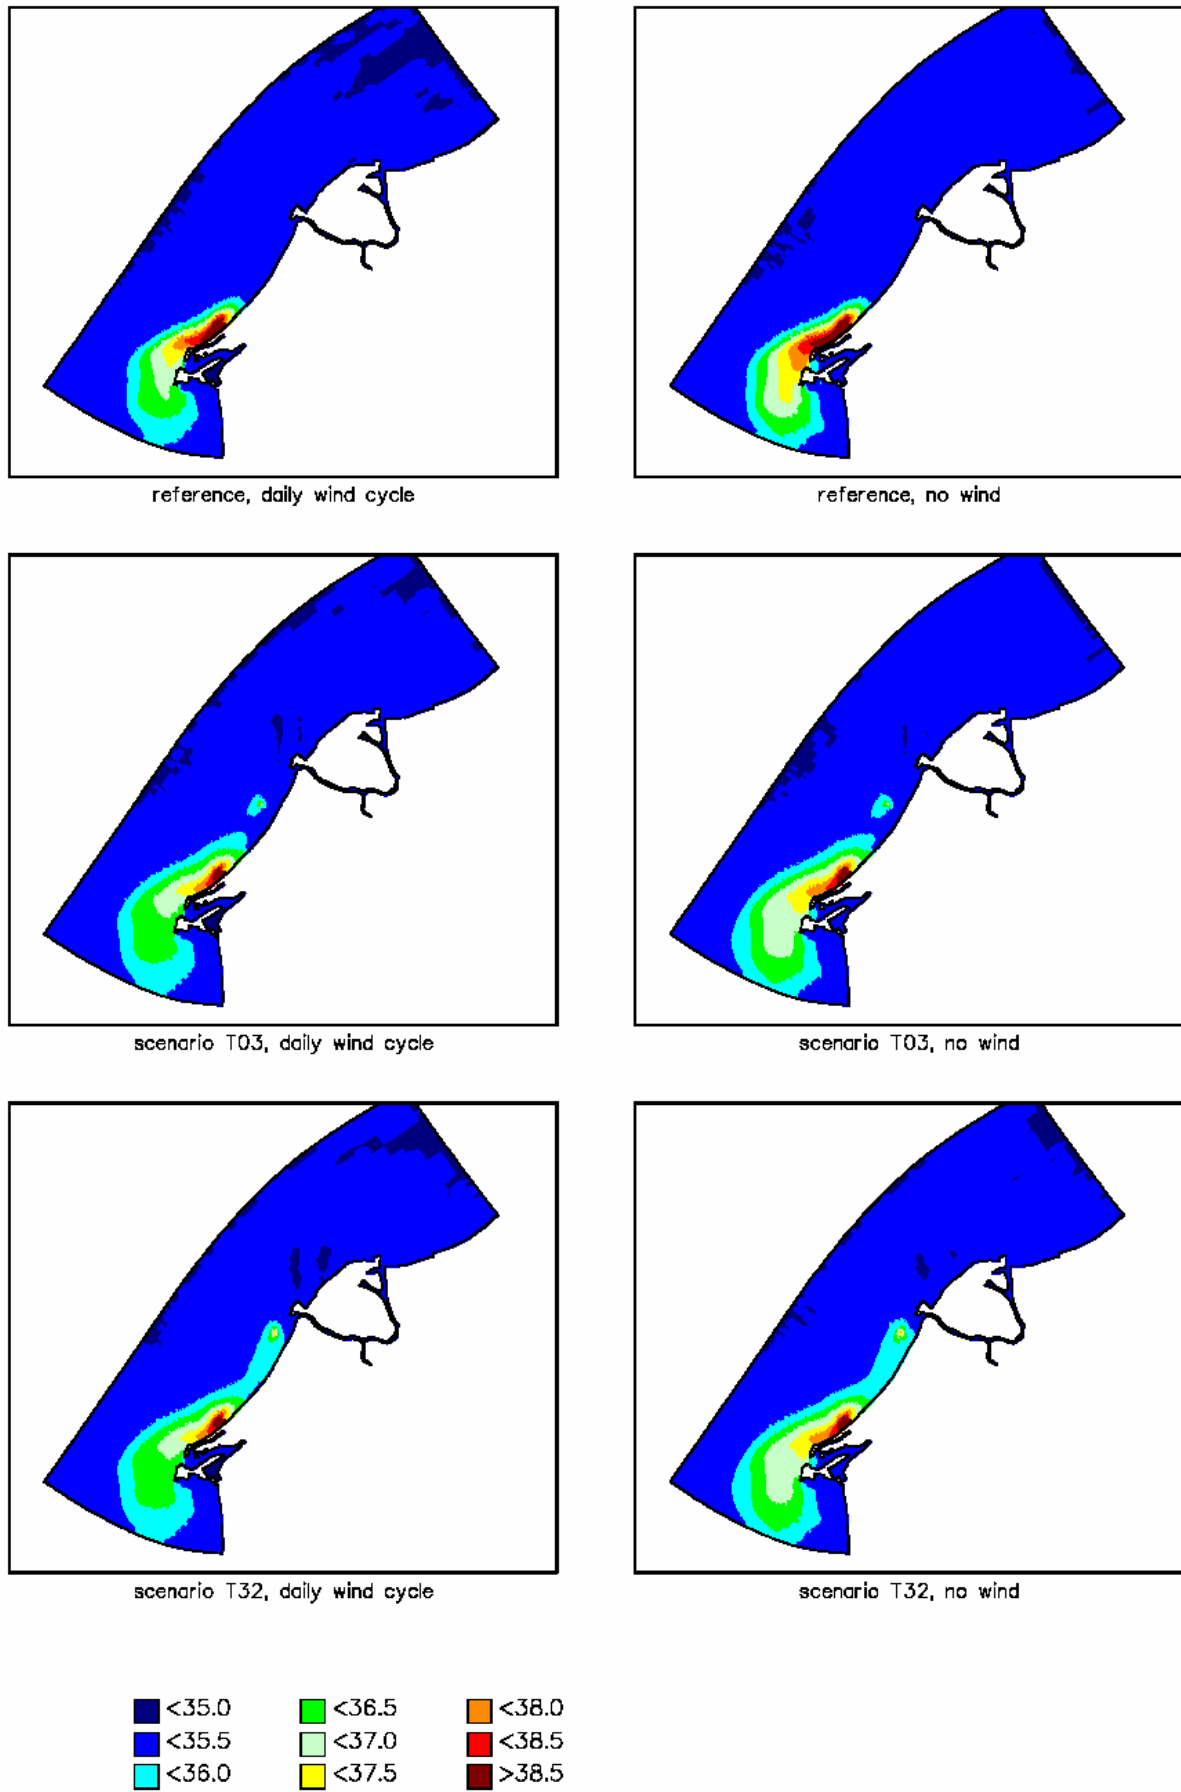 reference, daily wind cycle
reference, no wind
scenario T03, daily wind cycle
scenario T03, no wind
scenario T32, daily wind cycle
scenario T32, no wind
<35.0 <36.5 <38.0
<35.5 <37.0 <38.5
<36.0 <37.5 >38.5